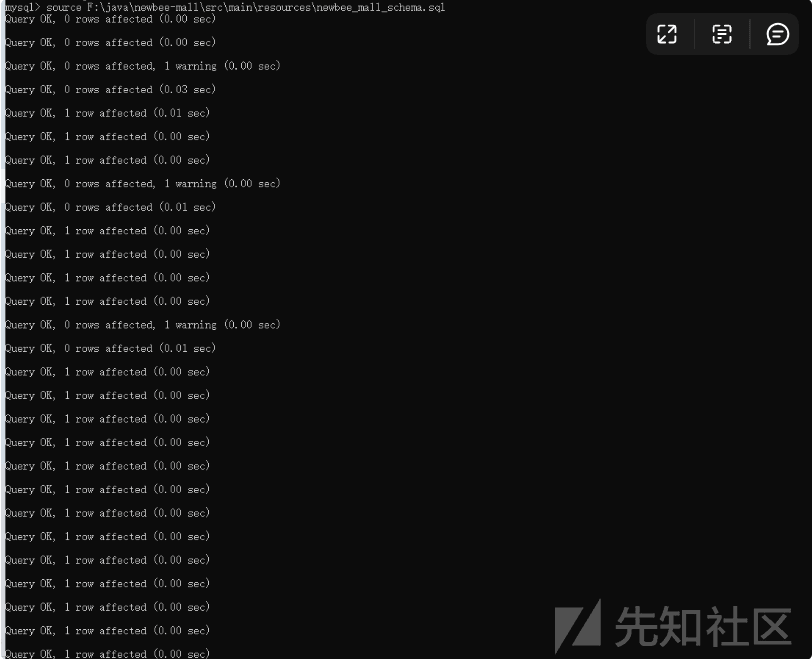 mysql> source F:\java\newbee-mall\src\main\resources\newbee_mall_schema.sql
Query OK, 0 rows affected (0.00 sec)
Query OK, 0 rows affected (0.00 sec)
Query OK, 0 rows affected, 1 warning (0.00 sec)
Query OK, 0 rows affected (0.03 sec)
Query OK, 1 row affected (0.01 sec)
Query OK, 1 row affected (0.00 sec)
Query OK, 1 row affected (0.00 sec)
Query OK, 0 rows affected, 1 warning (0.00 sec)
Query OK, 0 rows affected (0.01 sec)
Query OK, 1 row affected (0.00 sec)
Query OK, 1 row affected (0.00 sec)
Query OK, 1 row affected (0.00 sec)
Query OK, 1 row affected (0.00 sec)
Query OK, 0 rows affected, 1 warning (0.00 sec)
Query OK, 0 rows affected (0.01 sec)
Query OK, 1 row affected (0.00 sec)
Query OK, 1 row affected (0.00 sec)
Query OK, 1 row affected (0.00 sec)
Query OK, 1 row affected (0.00 sec)
Query OK, 1 row affected (0.00 sec)
Query OK, 1 row affected (0.00 sec)
Query OK, 1 row affected (0.00 sec)
Query OK, 1 row affected (0.00 sec)
Query OK, 1 row affected (0.00 sec)
Query OK, 1 row affected (0.00 sec)
Query OK, 1 row affected (0.00 sec)
Query OK, 1 row affected (0.00 sec)
Query OK, 1 row affected (0.00 sec)
先知社区